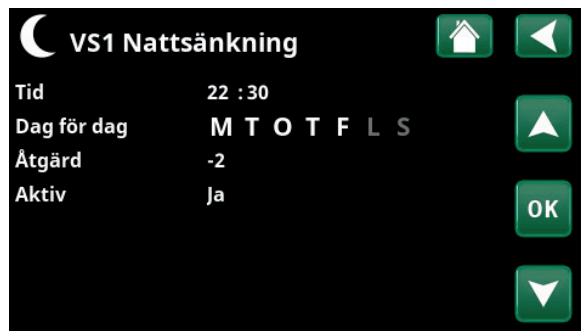 VS1 Nattsänkning
Tid 22 :30
Dag för dag M T O T F L S
Åtgärd -2
Aktiv Ja
OK